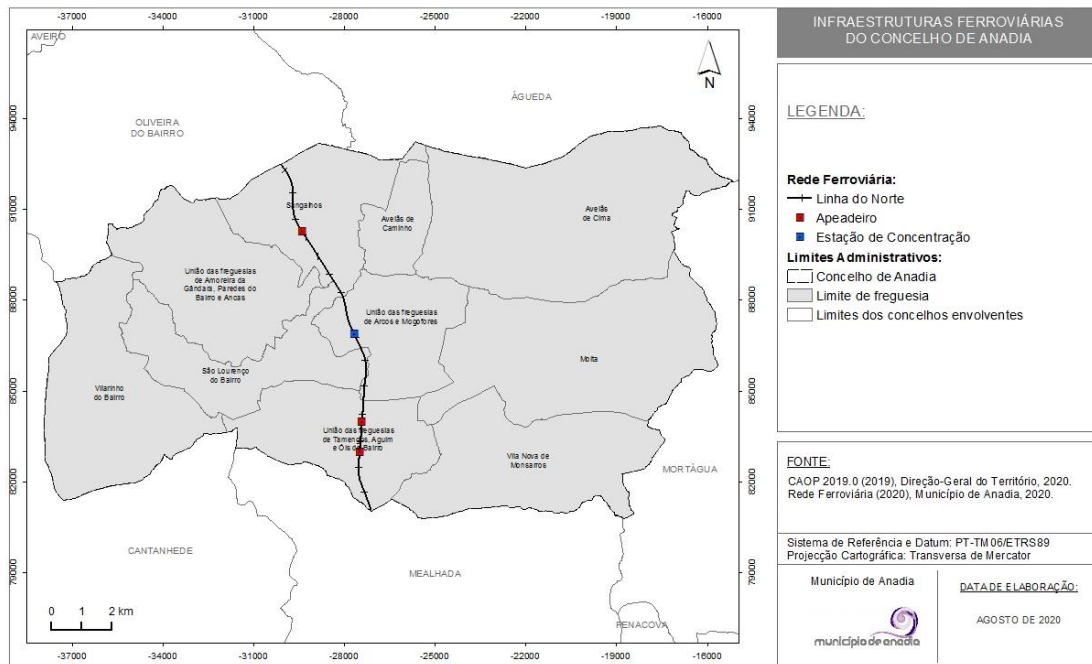 -37000 -34000 -31000 -28000 -25000 -22000 -19000 -16000
INFRAESTRUTURAS FERROVIÁRIAS
DO CONCELHO DE ANADIA
AVEIRO
N
ÁGUEDA
OLIVEIRA
DO BAIRRO
94000 94000
LEGENDA:
Rede Ferroviária:
Linha do Norte
Apeadeiro
Estação de Concentração
Limites Administrativos:
Concelho de Anadia
Limite de freguesia
Limites dos concelhos envolventes
91000 91000
Sangalhos
Avelãs de
Caminho
Avelãs
de Cima
88000 88000
União das freguesias
de Amoreira da
Gândara, Paredes do
Bairro e Ancas
União das freguesias
de Arcos e Mogofores
Moita
85000 85000
São Lourenço
do Bairro
Vilarinho
do Bairro
União das freguesias
de Tamengos, Aguim
e Óis do Bairro
Vila Nova de
Monsarros
82000 82000
MORTÁGUA
CANTANHEDE
MEALHADA
79000 79000
PENACOVA
0 1 2 km
-37000 -34000 -31000 -28000 -25000 -22000 -19000 -16000
FONTE:
CAOP 2019.0 (2019), Direção-Geral do Território, 2020.
Rede Ferroviária (2020), Município de Anadia, 2020.
Sistema de Referência e Datum: PT-TM06/ETRS89
Projecção Cartográfica: Transversa de Mercator
Município de Anadia
município de anadia
DATA DE ELABORAÇÃO:
AGOSTO DE 2020